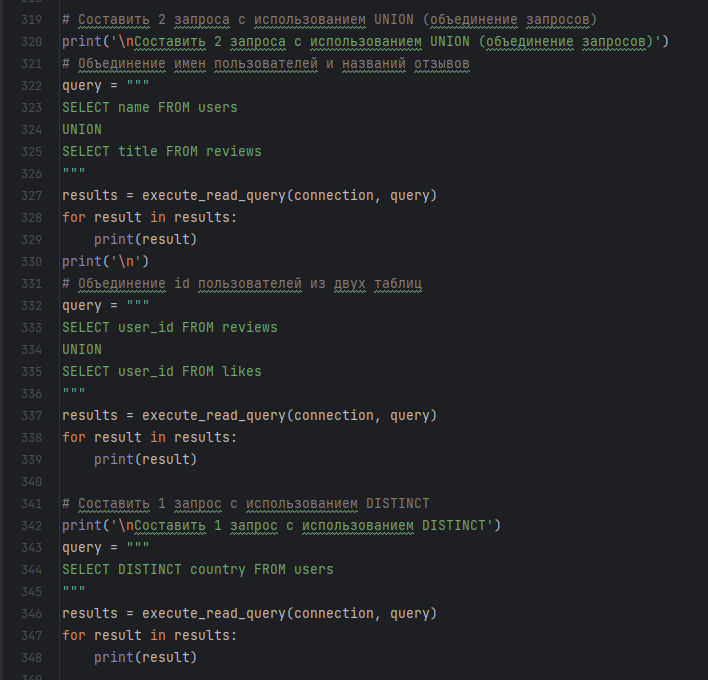 319 # Составить 2 запроса с использованием UNION (объединение запросов)
320 print('\nСоставить 2 запроса с использованием UNION (объединение запросов)')
321 # Объединение имен пользователей и названий отзывов
322 query = """
323 SELECT name FROM users
324 UNION
325 SELECT title FROM reviews
326 """
327 results = execute_read_query(connection, query)
328 for result in results:
329     print(result)
330 print('\n')
331 # Объединение id пользователей из двух таблиц
332 query = """
333 SELECT user_id FROM reviews
334 UNION
335 SELECT user_id FROM likes
336 """
337 results = execute_read_query(connection, query)
338 for result in results:
339     print(result)
340
341 # Составить 1 запрос с использованием DISTINCT
342 print('\nСоставить 1 запрос с использованием DISTINCT')
343 query = """
344 SELECT DISTINCT country FROM users
345 """
346 results = execute_read_query(connection, query)
347 for result in results:
348     print(result)